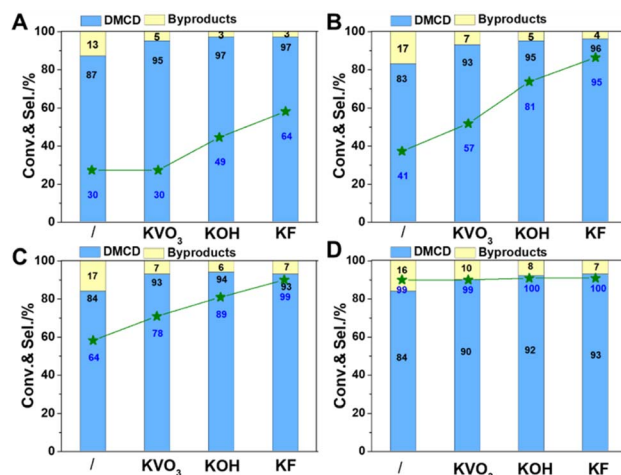 A
DMCD Byproducts
Conv.& Sel./%
100
80
60
40
20
0
13 5 3 3
87 95 97 97
30 30 49 64
/ KVO₃ KOH KF
B
DMCD Byproducts
Conv.& Sel./%
100
80
60
40
20
0
17 7 5 4
83 93 95 96
41 57 81 95
/ KVO₃ KOH KF
C
DMCD Byproducts
Conv.& Sel./%
100
80
60
40
20
0
17 7 6 7
84 93 94 93
64 78 89 99
/ KVO₃ KOH KF
D
DMCD Byproducts
Conv.& Sel./%
100
80
60
40
20
0
16 10 8 7
99 99 100 100
84 90 92 93
/ KVO₃ KOH KF